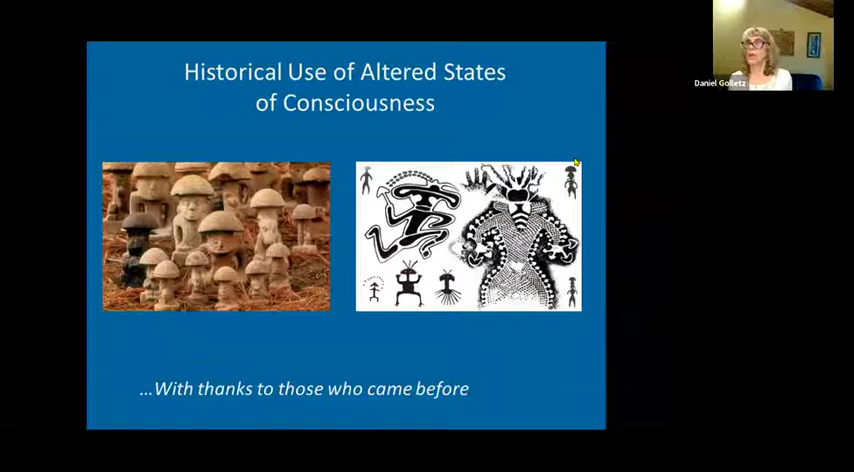 Historical Use of Altered States
of Consciousness
Daniel Golletz
...With thanks to those who came before